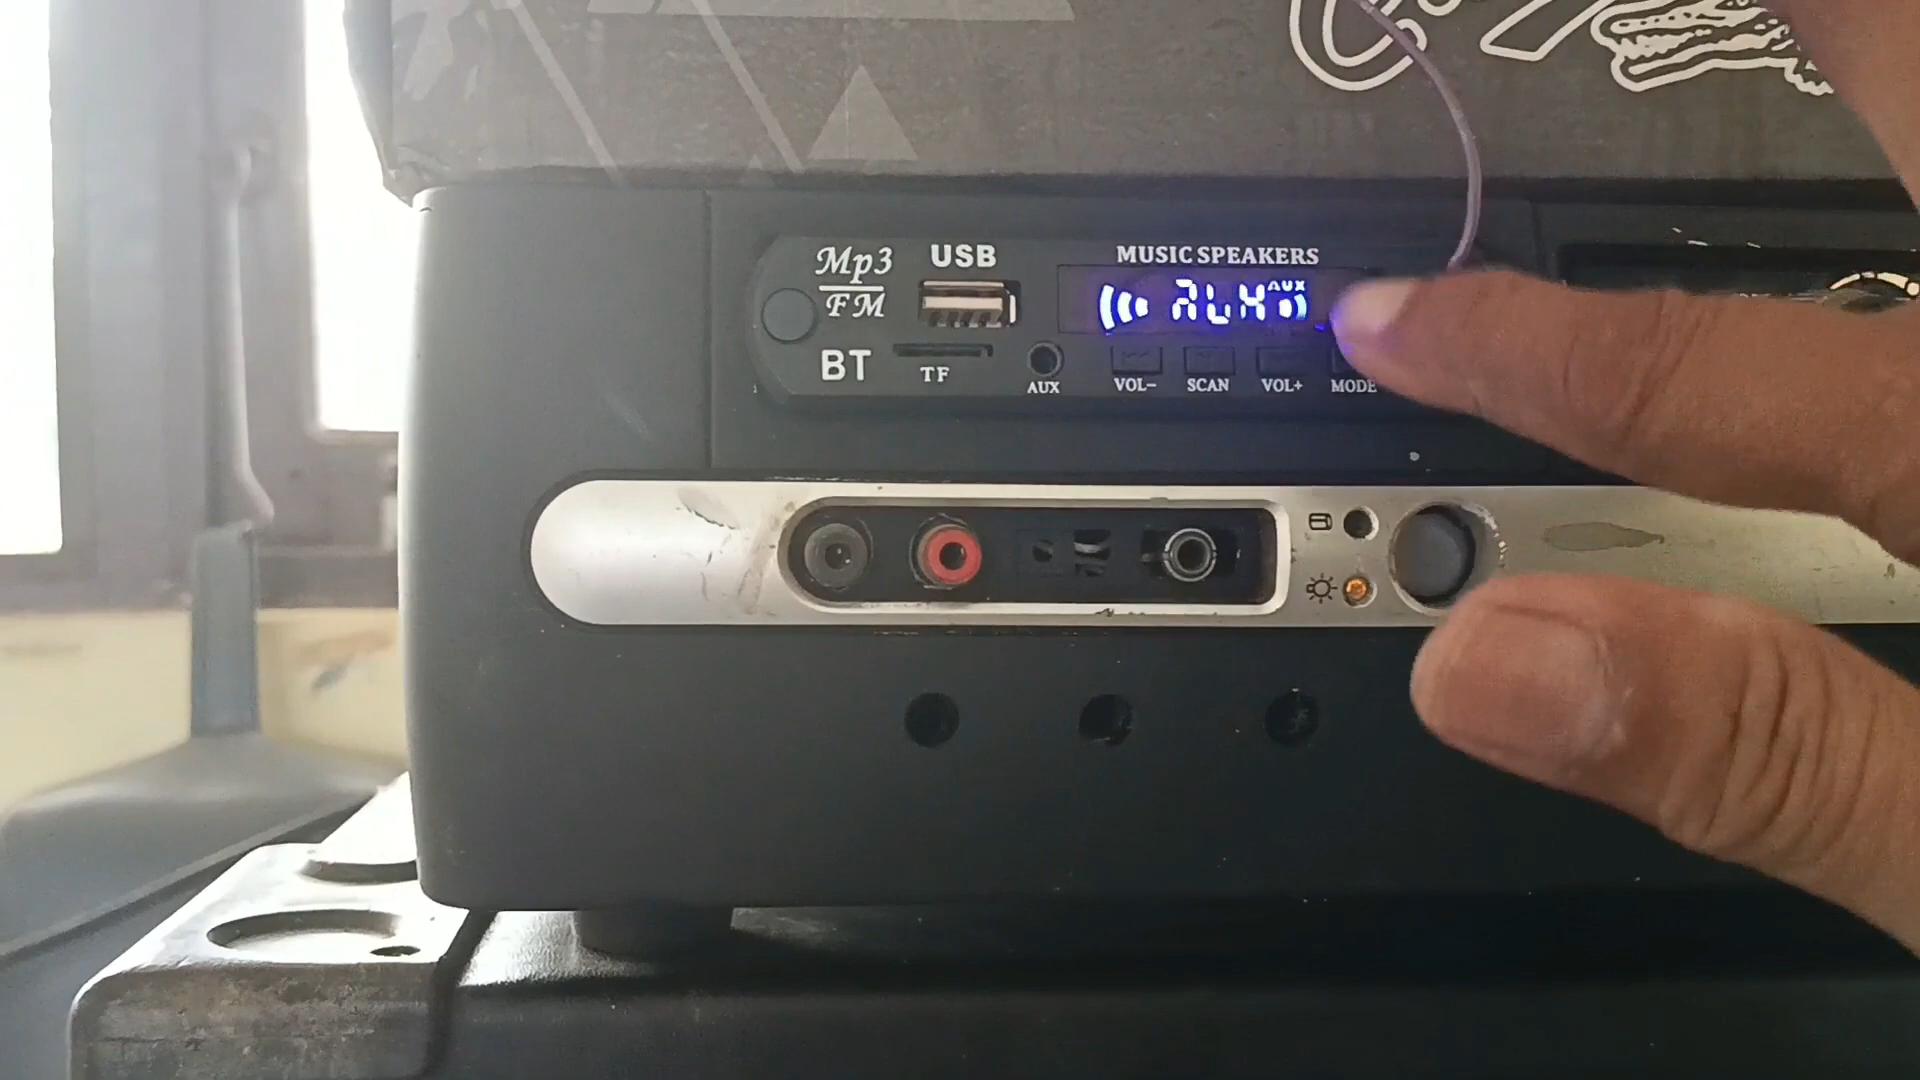 Mp3
FM
USB
MUSIC SPEAKERS
AUX
BT
TF
AUX
VOL-
SCAN
VOL+
MODE